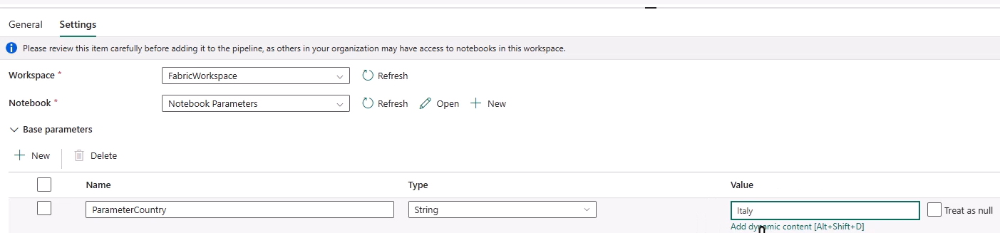 General Settings
Please review this item carefully before adding it to the pipeline, as others in your organization may have access to notebooks in this workspace.
Workspace * FabricWorkspace Refresh
Notebook * Notebook Parameters Refresh Open New
Base parameters
New Delete
Name Type Value
ParameterCountry String Italy Treat as null
Add dynamic content [Alt+Shift+D]